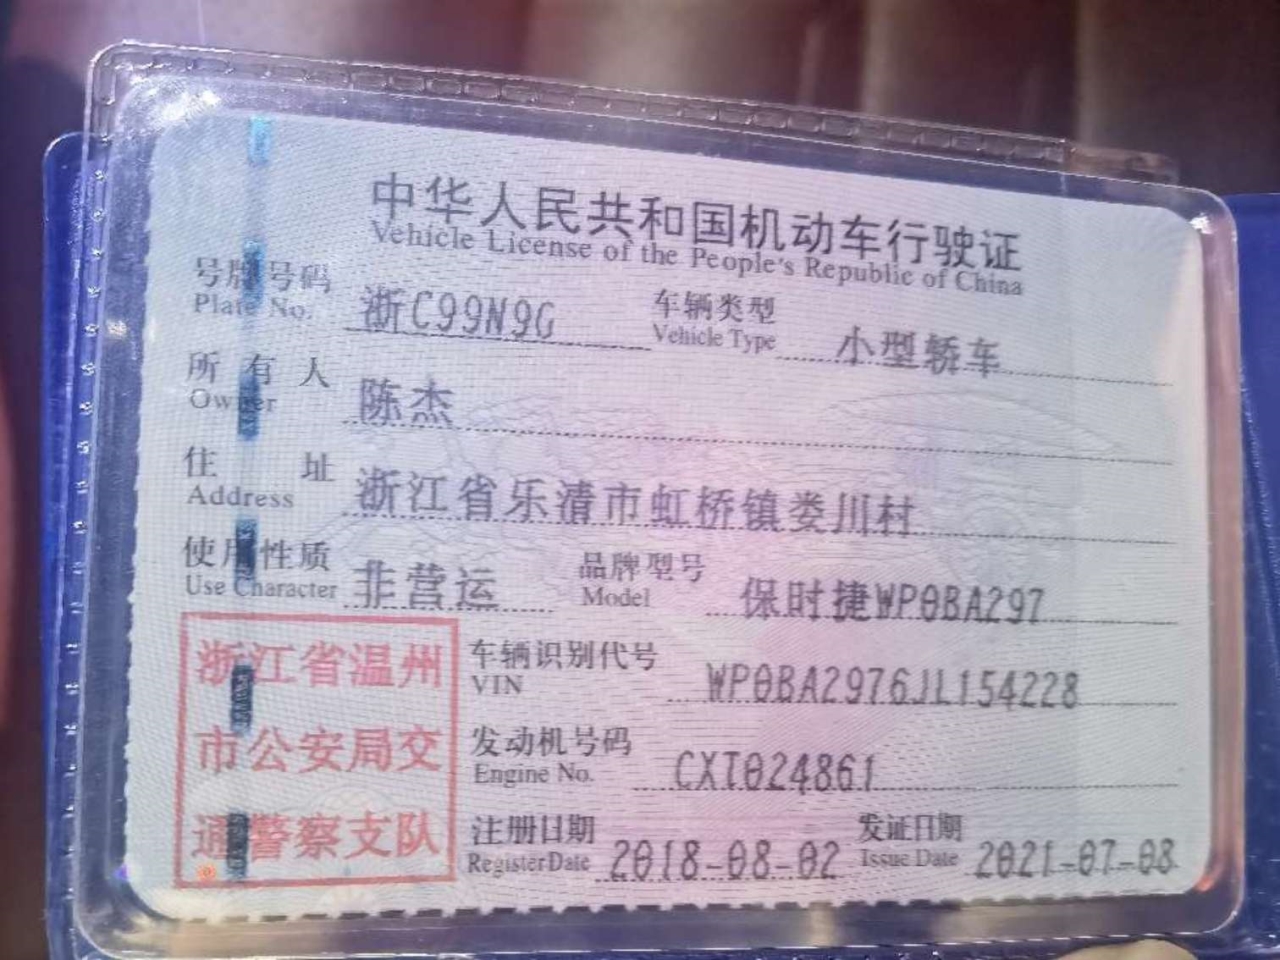 中华人民共和国机动车行驶证
Vehicle License of the People's Republic of China
号牌号码 浙C99N9G 车辆类型 小型轿车
Plate No. Vehicle Type
所有人 陈杰
Owner
住址 浙江省乐清市虹桥镇娄川村
Address
使用性质 非营运 品牌型号 保时捷WP0BA297
Use Character Model
浙江省温州
市公安局交
通警察支队
车辆识别代号 WP0BA2976JL154228
VIN
发动机号码 CXT024861
Engine No.
注册日期 2018-08-02 发证日期 2021-07-08
Register Date Issue Date